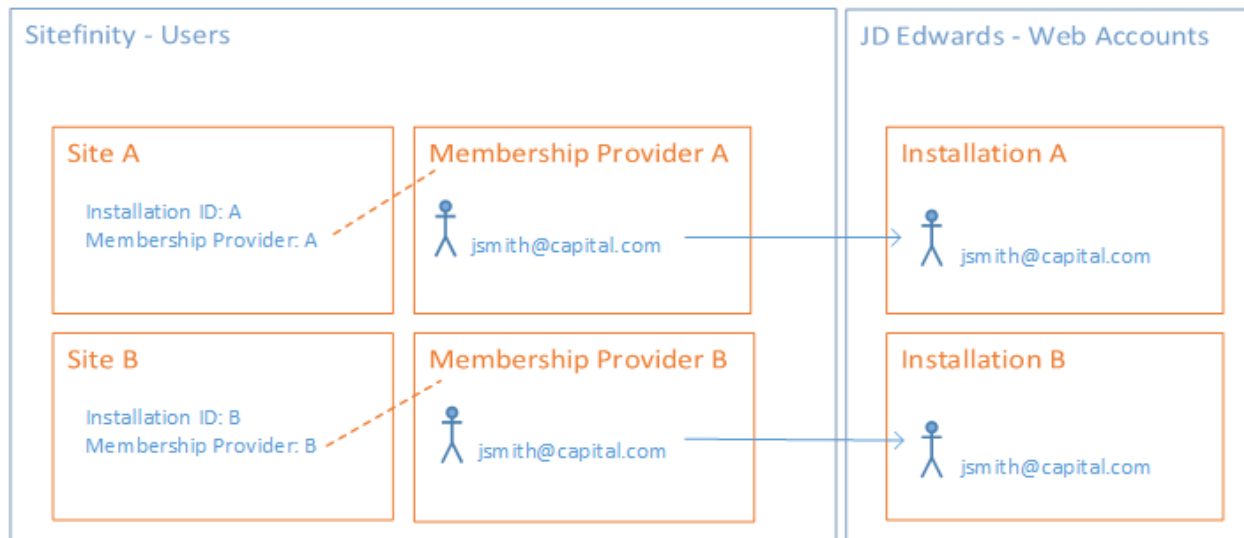 Sitefinity - Users
JD Edwards - Web Accounts
Site A
Installation ID: A
Membership Provider: A
Membership Provider A
jsmith@capital.com
Installation A
jsmith@capital.com
Site B
Installation ID: B
Membership Provider: B
Membership Provider B
jsmith@capital.com
Installation B
jsmith@capital.com